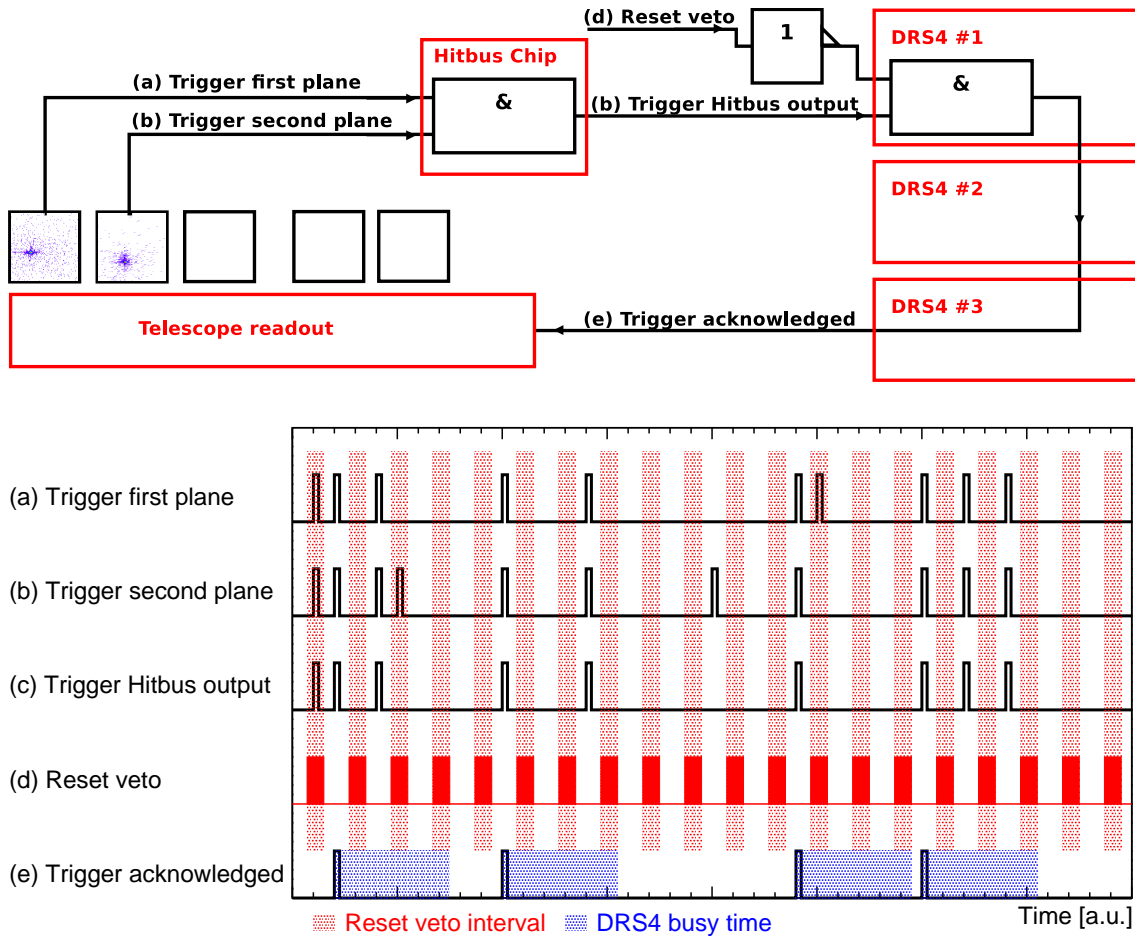 (d) Reset veto
1
DRS4 #1
Hitbus Chip
(a) Trigger first plane
&
&
(b) Trigger second plane
(b) Trigger Hitbus output
DRS4 #2
DRS4 #3
Telescope readout
(e) Trigger acknowledged
(a) Trigger first plane
(b) Trigger second plane
(c) Trigger Hitbus output
(d) Reset veto
(e) Trigger acknowledged
Reset veto interval
DRS4 busy time
Time [a.u.]